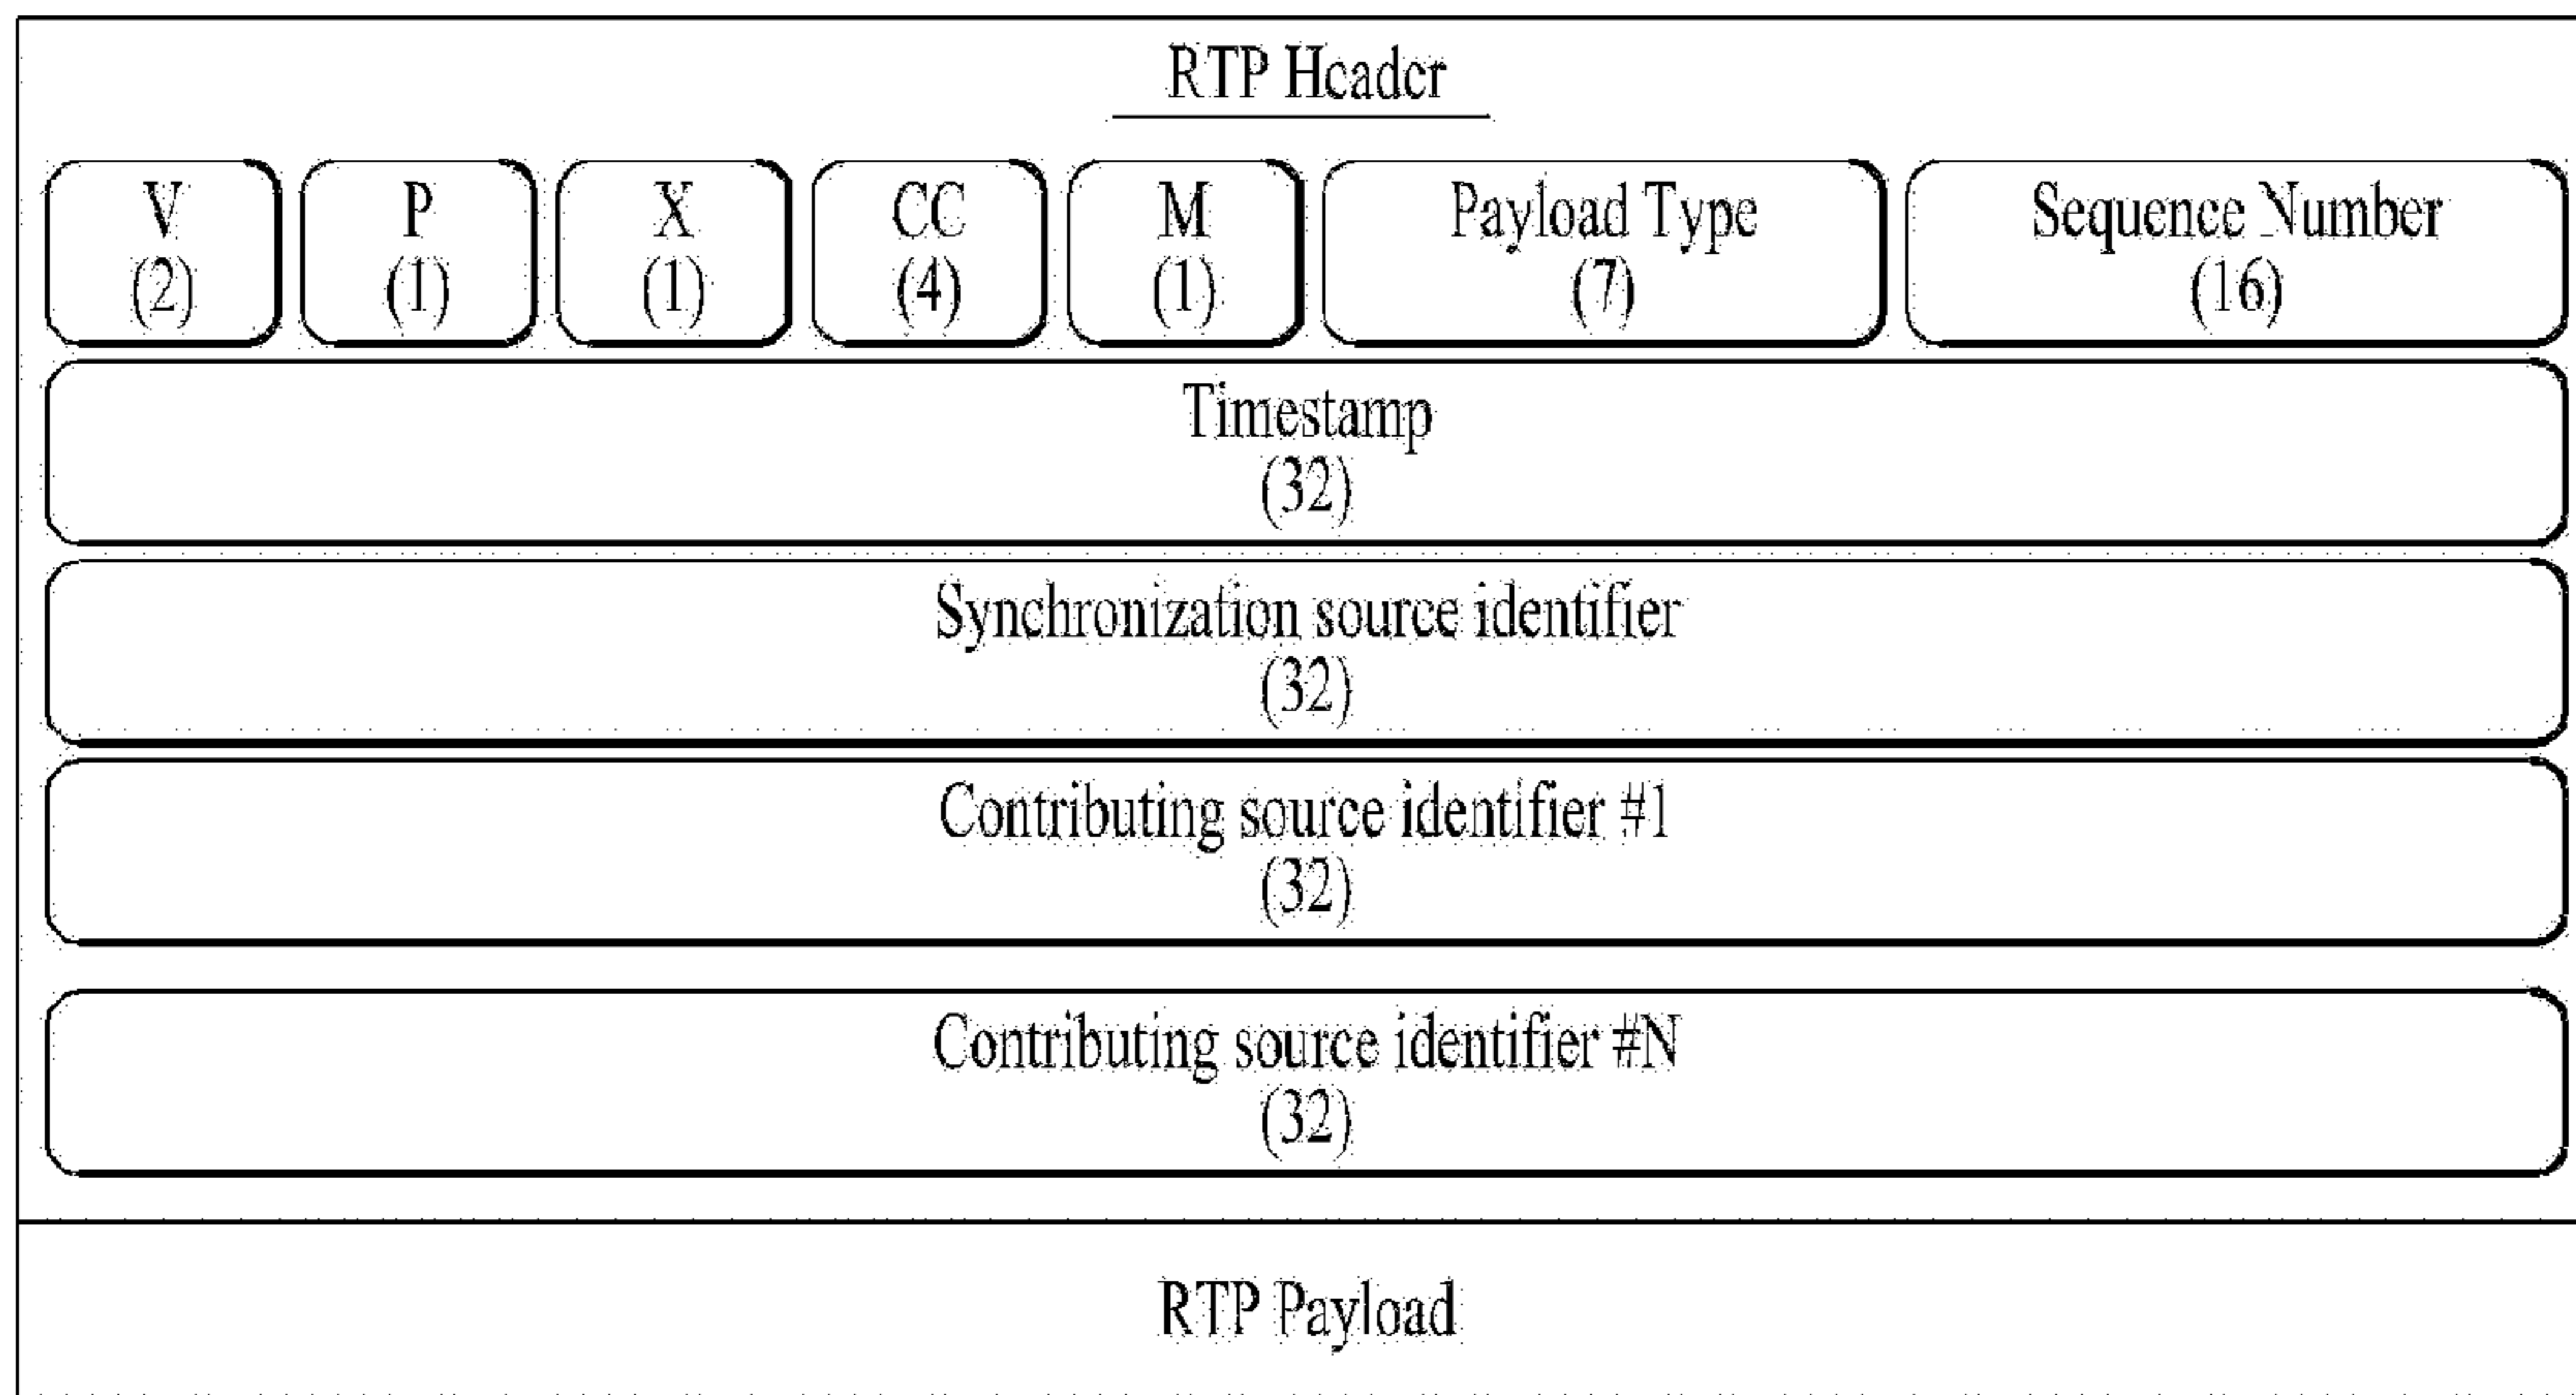 RTP Header
V P X CC M Payload Type Sequence Number
(2) (1) (1) (4) (1) (7) (16)
Timestamp
(32)
Synchronization source identifier
(32)
Contributing source identifier #1
(32)
Contributing source identifier #N
(32)
RTP Payload